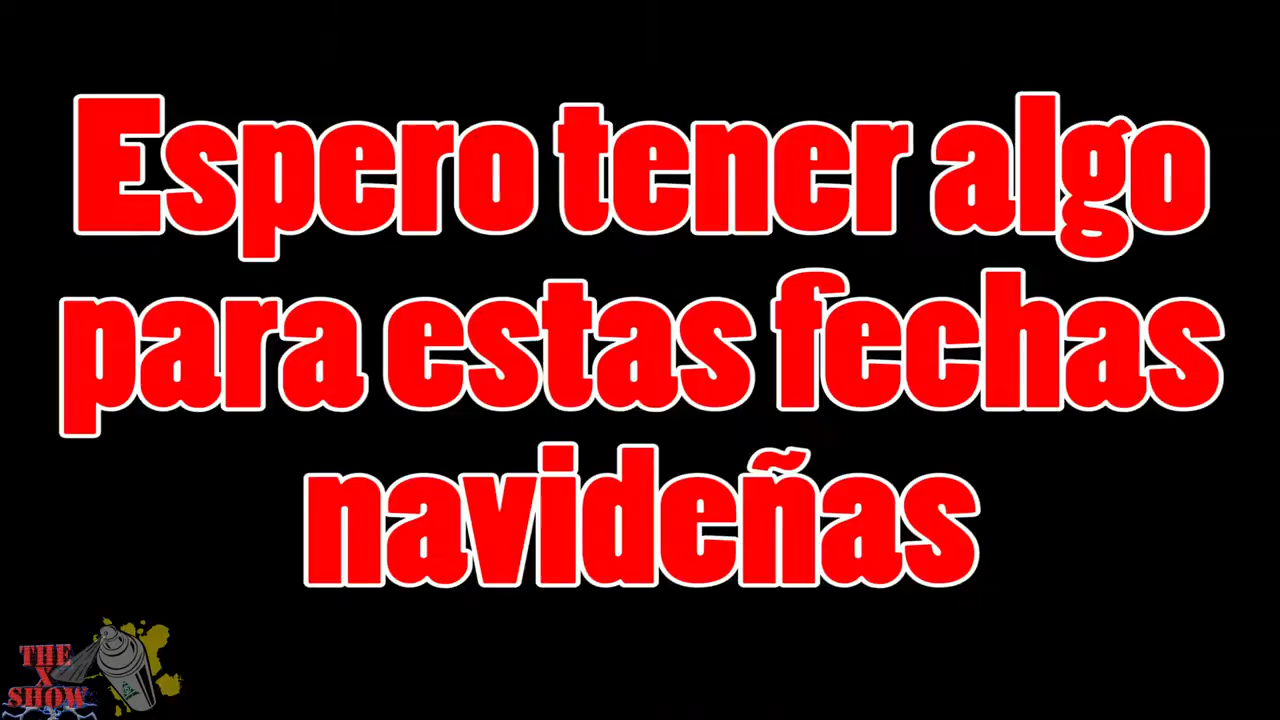 Espero tener algo
para estas fechas
navideñas
THE
X
SHOW